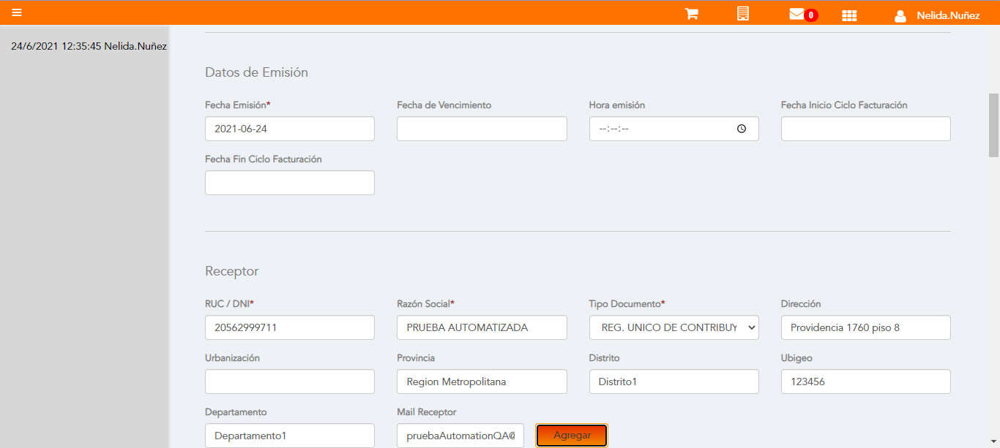 0
Nelida.Nuñez
24/6/2021 12:35:45 Nelida.Nuñez
Datos de Emisión
Fecha Emisión* Fecha de Vencimiento Hora emisión Fecha Inicio Ciclo Facturación
2021-06-24 --:--:--
Fecha Fin Ciclo Facturación
Receptor
RUC / DNI* Razón Social* Tipo Documento* Dirección
20562999711 PRUEBA AUTOMATIZADA REG. UNICO DE CONTRIBUY Providencia 1760 piso 8
Urbanización Provincia Distrito Ubigeo
Region Metropolitana Distrito1 123456
Departamento Mail Receptor
Departamento1 pruebaAutomationQA@ Agregar